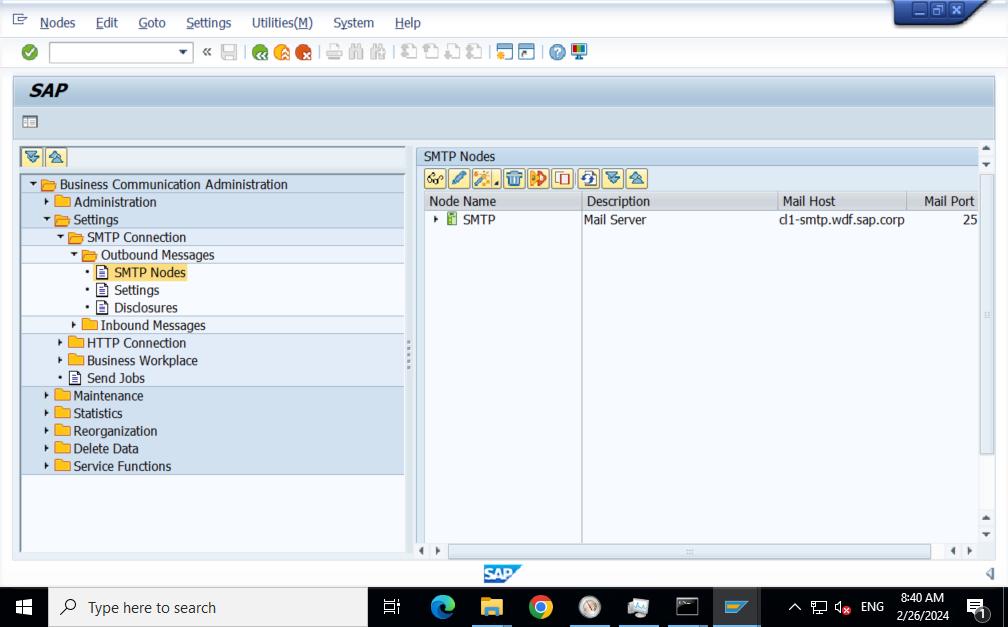 Nodes Edit Goto Settings Utilities(M) System Help
SAP
Business Communication Administration
Administration
Settings
SMTP Connection
Outbound Messages
SMTP Nodes
Settings
Disclosures
Inbound Messages
HTTP Connection
Business Workplace
Send Jobs
Maintenance
Statistics
Reorganization
Delete Data
Service Functions
SMTP Nodes
Node Name Description Mail Host Mail Port
SMTP Mail Server cl1-smtp.wdf.sap.corp 25
SAP
Type here to search
ENG
8:40 AM
2/26/2024
1